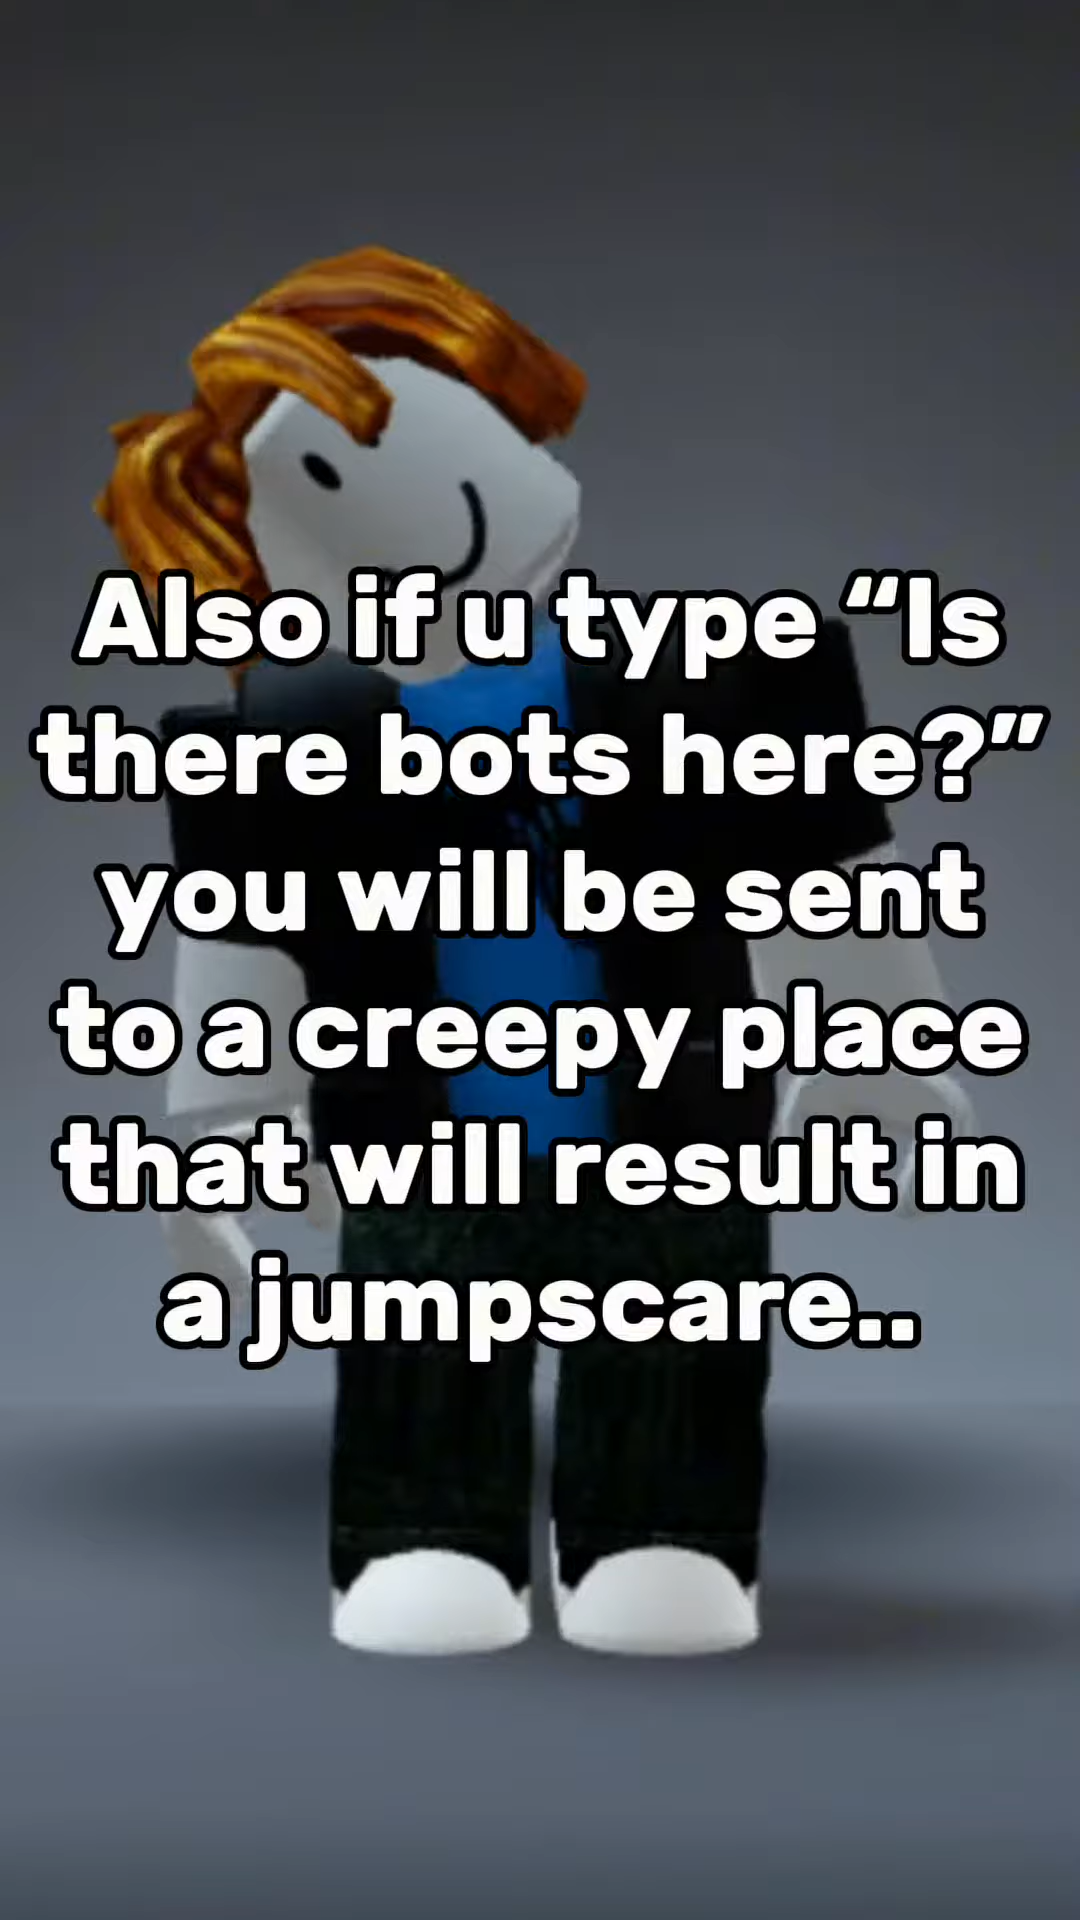 Also if u type “Is
there bots here?”
you will be sent
to a creepy place
that will result in
a jumpscare..